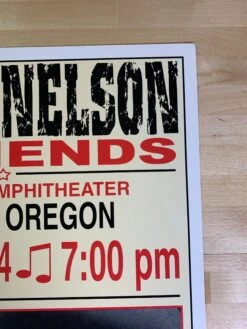 NELSON
ENDS
MPHITHEATER
OREGON
4♫7:00 pm